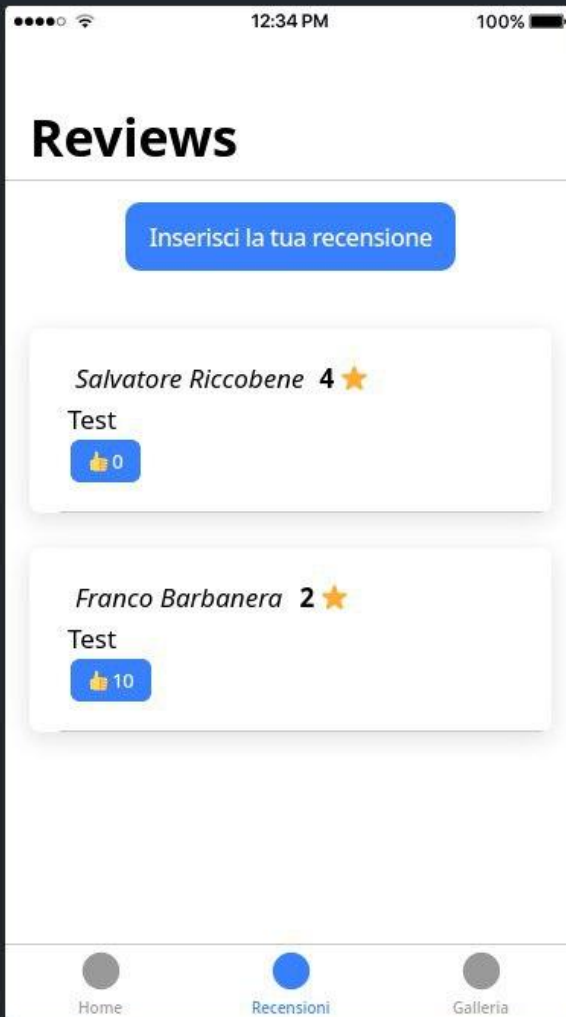 12:34 PM 100%
Reviews
Inserisci la tua recensione
Salvatore Riccobene 4
Test
0
Franco Barbanera 2
Test
10
Home Recensioni Galleria